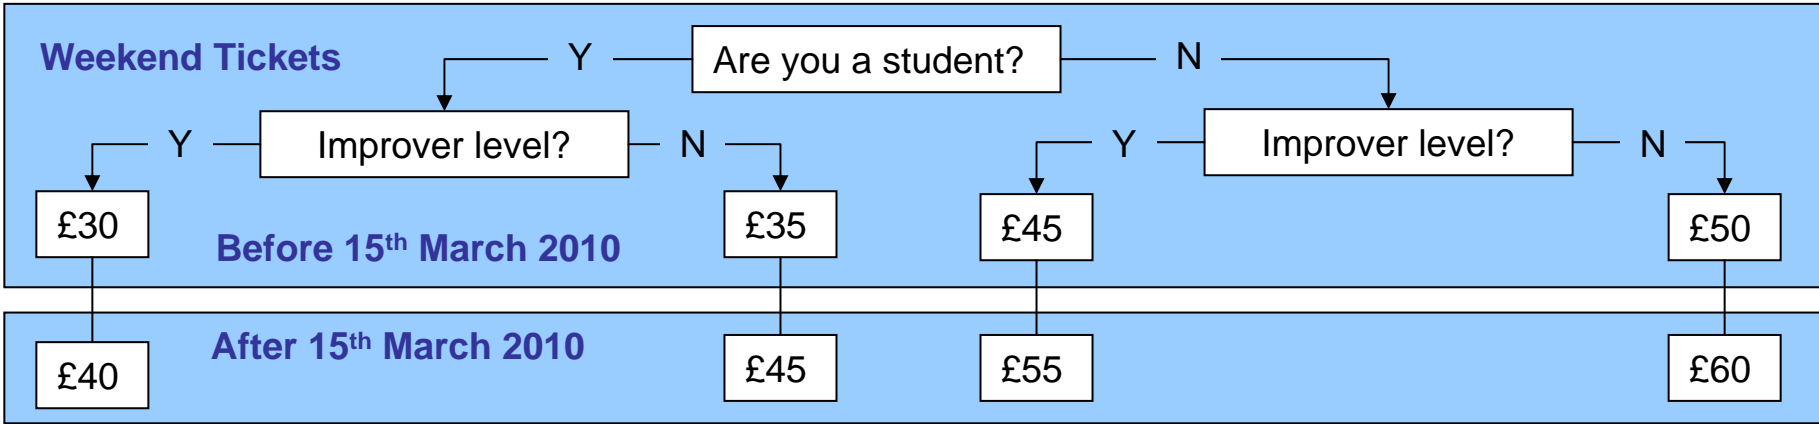 Weekend Tickets
Y
Are you a student?
N
Y
Improver level?
N
Y
Improver level?
N
£30
£35
£45
£50
Before 15th March 2010
After 15th March 2010
£40
£45
£55
£60